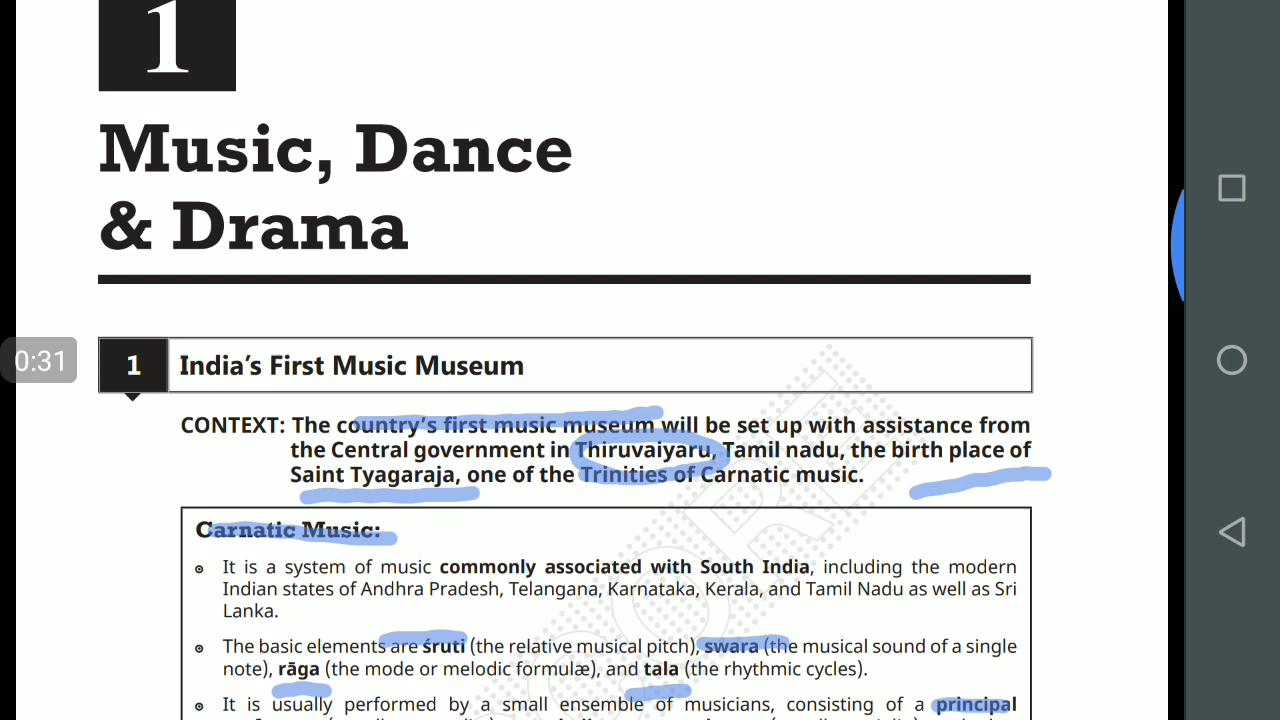 1
Music, Dance
& Drama
0:31
1 India's First Music Museum
CONTEXT: The country's first music museum will be set up with assistance from
the Central government in Thiruvaiyaru, Tamil nadu, the birth place of
Saint Tyagaraja, one of the Trinities of Carnatic music.
Carnatic Music:
It is a system of music commonly associated with South India, including the modern
Indian states of Andhra Pradesh, Telangana, Karnataka, Kerala, and Tamil Nadu as well as Sri
Lanka.
The basic elements are śruti (the relative musical pitch), swara (the musical sound of a single
note), rāga (the mode or melodic formulæ), and tala (the rhythmic cycles).
It is usually performed by a small ensemble of musicians, consisting of a principal